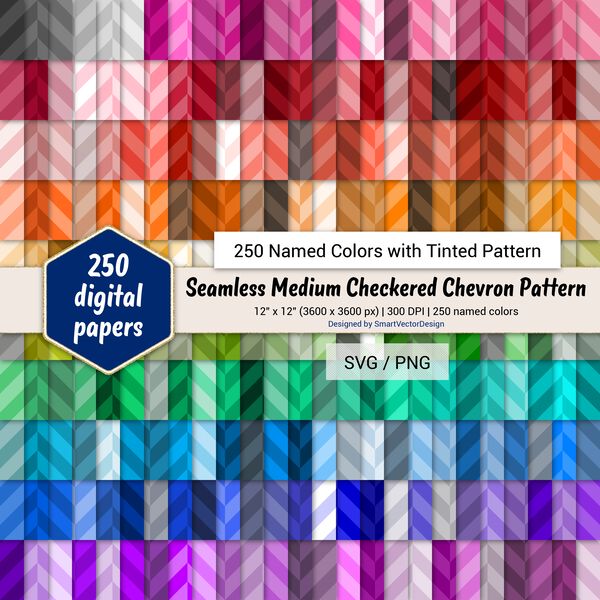 250 Named Colors with Tinted Pattern
250
digital
papers
Seamless Medium Checkered Chevron Pattern
12" x 12" (3600 x 3600 px) | 300 DPI | 250 named colors
Designed by SmartVectorDesign
SVG / PNG